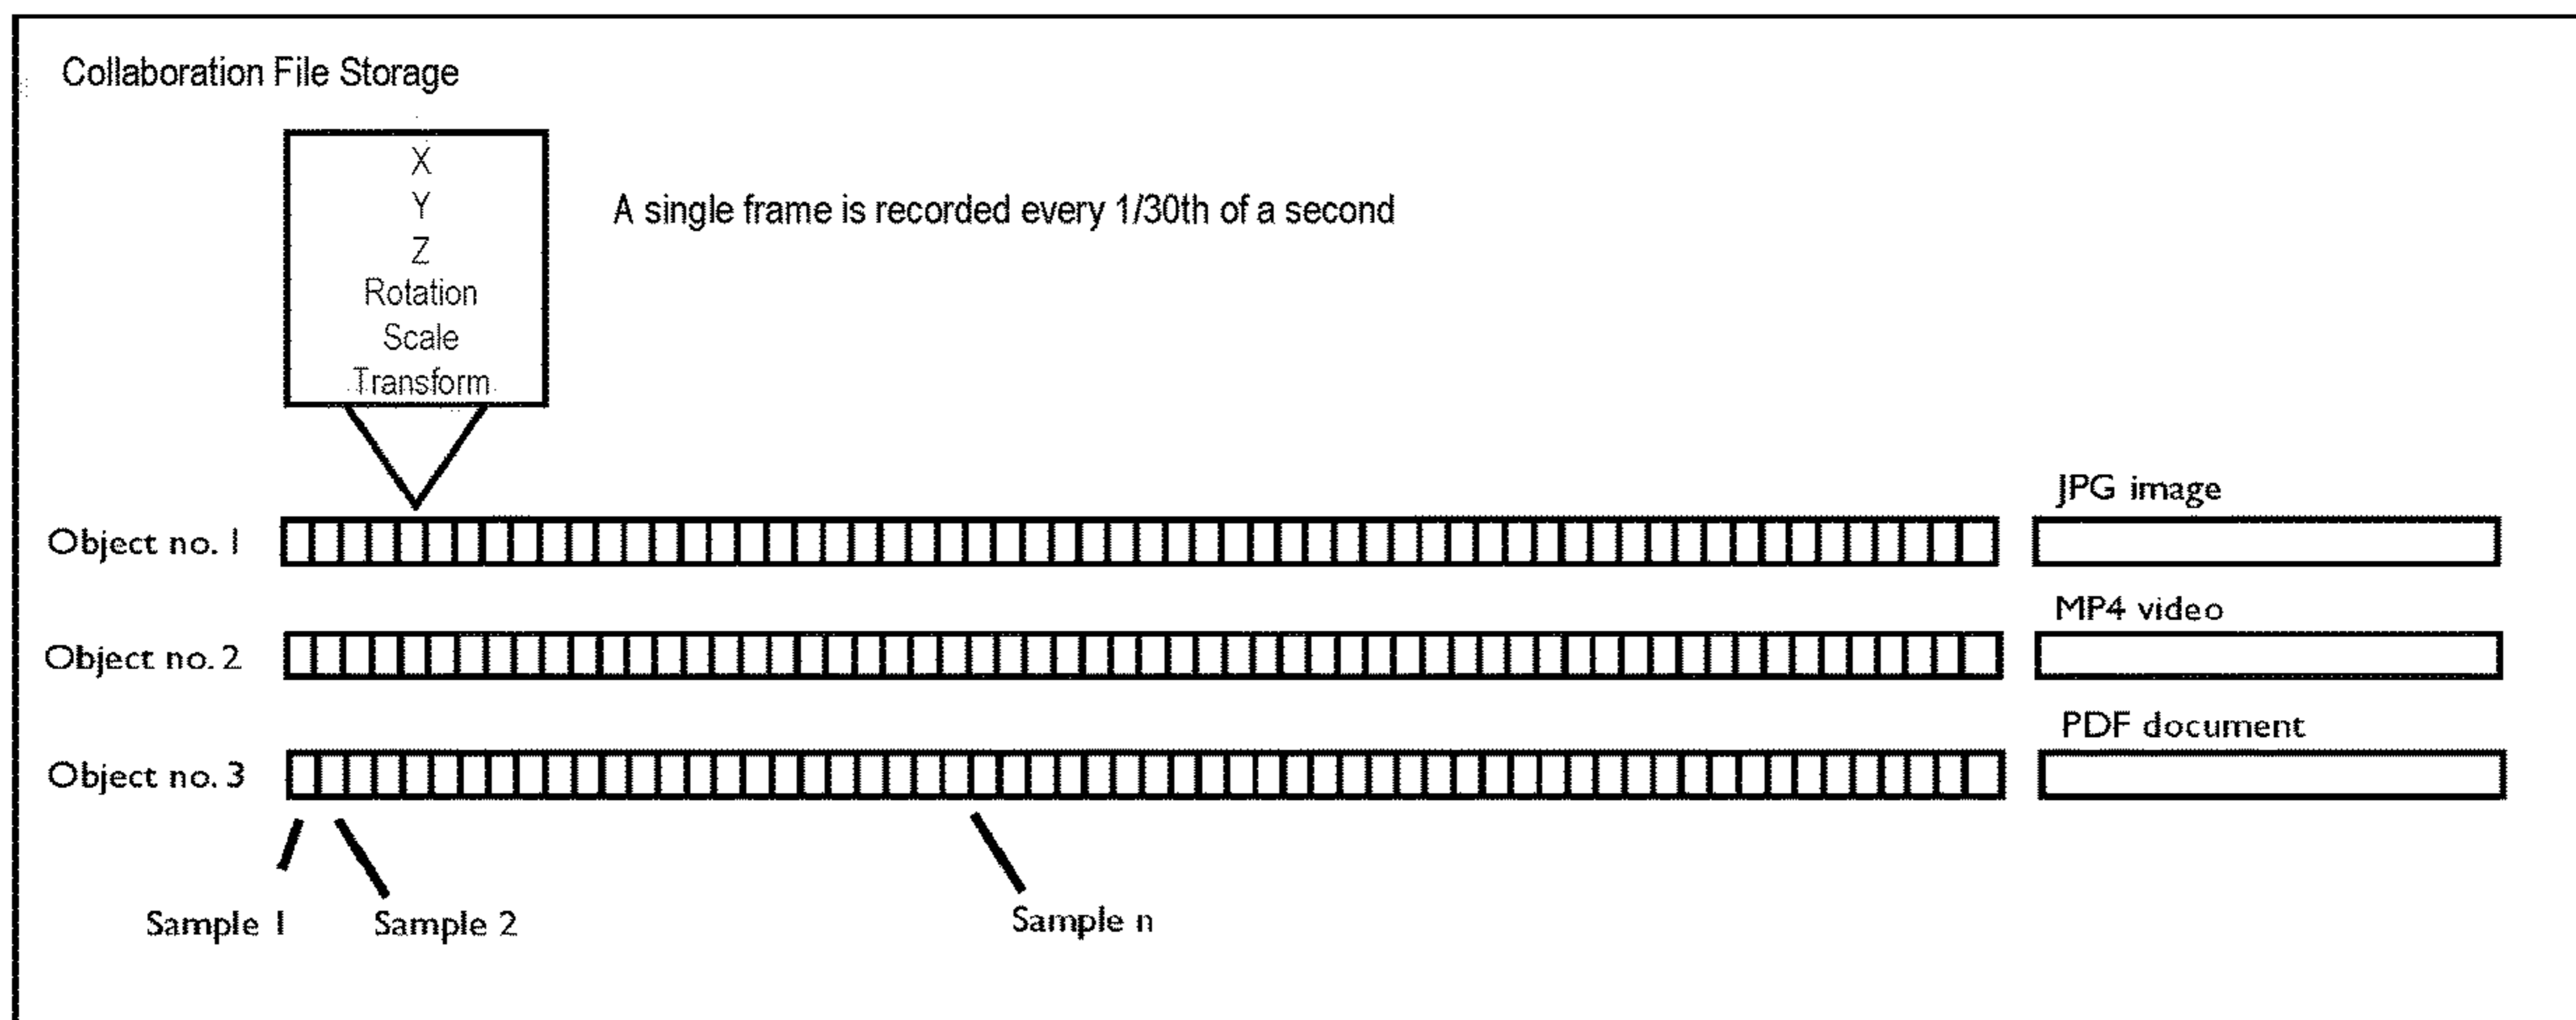 Collaboration File Storage
X
Y
Z
Rotation
Scale
Transform
A single frame is recorded every 1/30th of a second
JPG image
Object no. 1
MP4 video
Object no. 2
PDF document
Object no. 3
Sample 1
Sample 2
Sample n